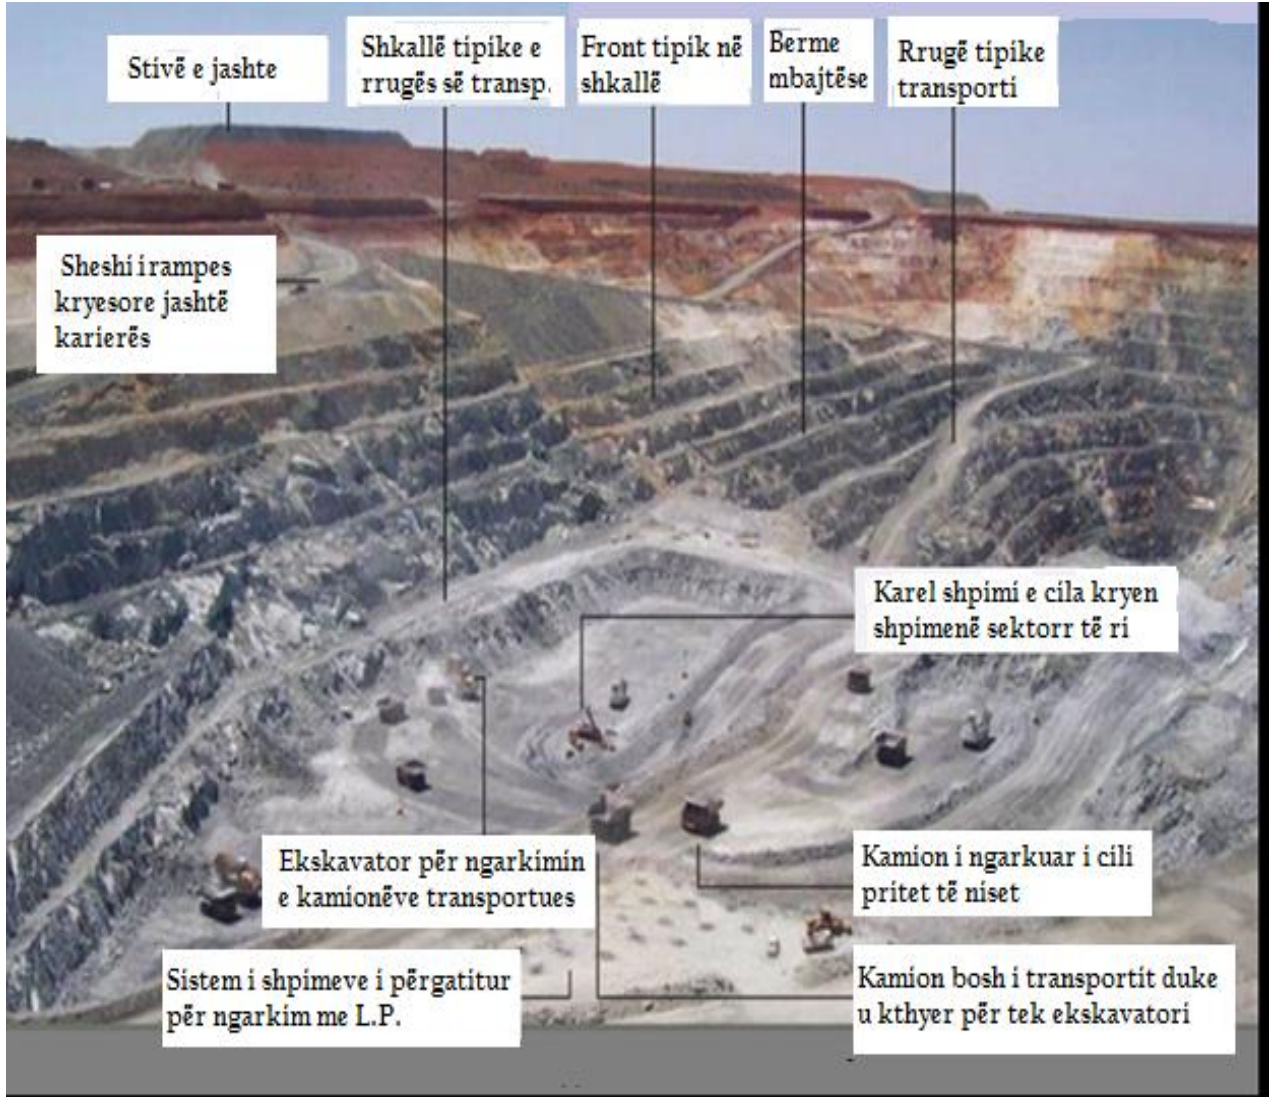 Stivë e jashte
Shkallë tipike e
rrugës së transp.
Front tipik në
shkallë
Berme
mbajtëse
Rrugë tipike
transporti
Sheshi i rampes
kryesore jashtë
karierës
Karel shpimi e cila kryen
shpimenë sektorr të ri
Ekskavator për ngarkimin
e kamionëve transportues
Kamion i ngarkuar i cili
pritet të niset
Sistem i shpimeve i përgatitur
për ngarkim me L.P.
Kamion bosh i transportit duke
u kthyer për tek ekskavatori